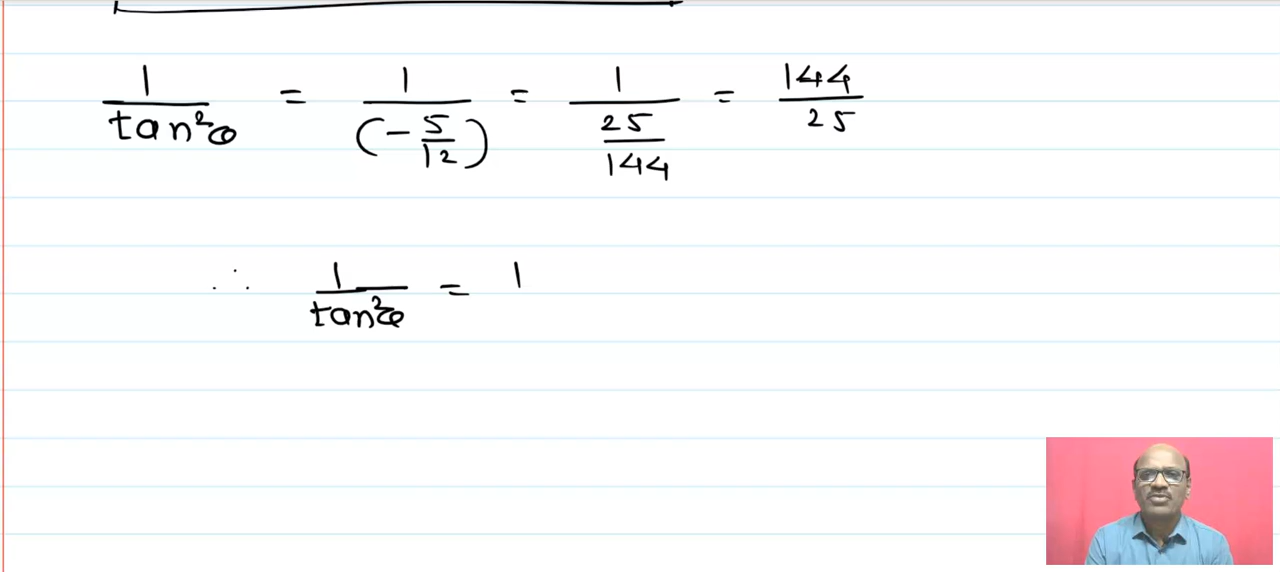 1/tan²θ = 1/(-5/12) = 1/(25/144) = 144/25
∴ 1/tan²θ = 1